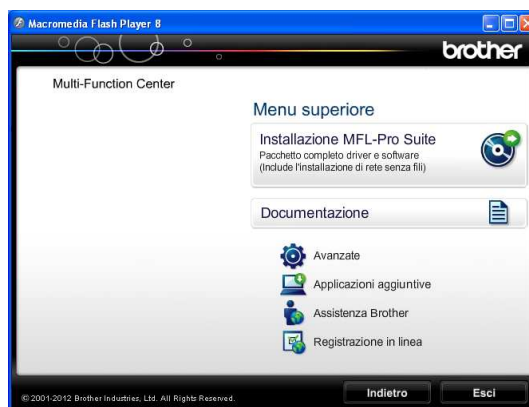 Macromedia Flash Player 8
brother
Multi-Function Center
Menu superiore
Installazione MFL-Pro Suite
Pacchetto completo driver e software
(Include l'installazione di rete senza fili)
Documentazione
Avanzate
Applicazioni aggiuntive
Assistenza Brother
Registrazione in linea
© 2001-2012 Brother Industries, Ltd. All Rights Reserved.
Indietro
Esci